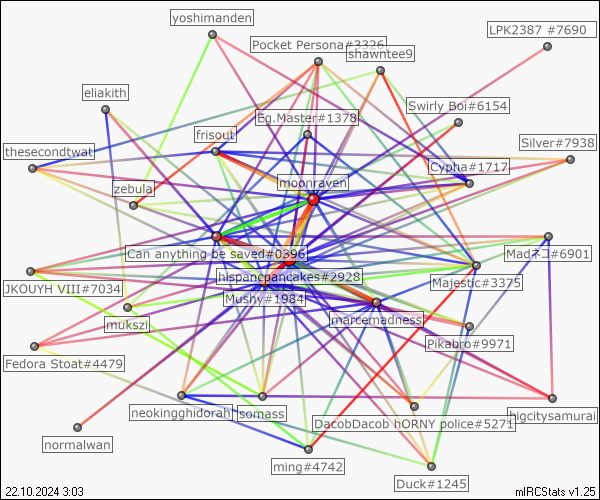 yoshimanden
LPK2387 #7690
Pocket Persona#3326
shawntee9
eliakith
Swirly Boi#6154
Eg.Master#1378
frisout
Silver#7938
thesecondtwat
Cypha#1717
moonraven
zebula
Can anything be saved#0396
hispancpancakes#2928
Majestic#3375
JKOUYH VIII#7034
Mushy#1984
mukszi
marcemadness
Pikabro#9971
Fedora Stoat#4479
neokingghidorah
somass
bigcitysamurai
DacobDacob hORNY police#5271
normalwan
ming#4742
Duck#1245
22.10.2024 3:03
mIRCStats v1.25